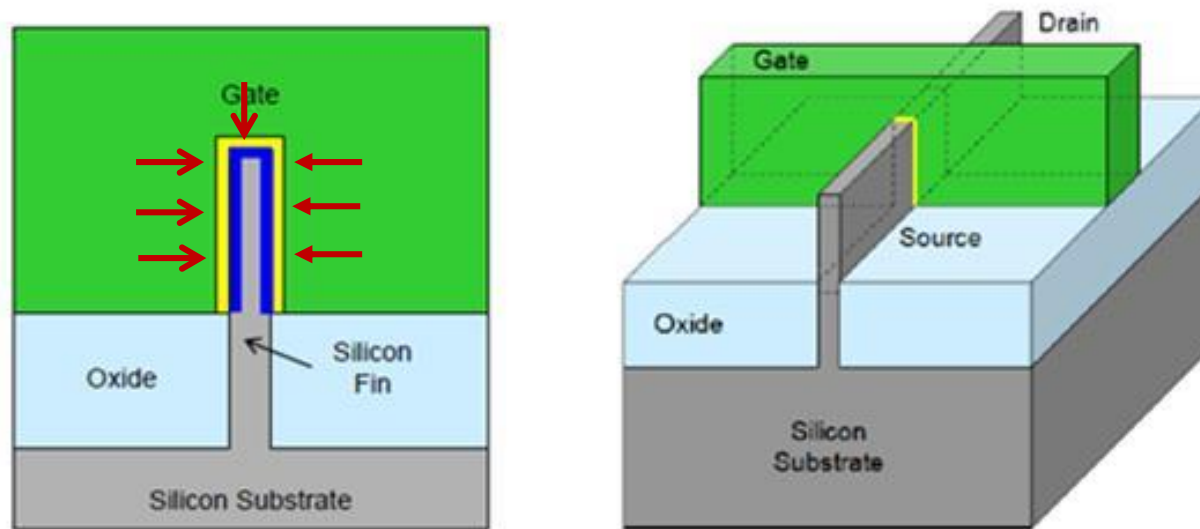 Gate
Oxide
Silicon
Fin
Silicon Substrate
Drain
Gate
Source
Oxide
Silicon
Substrate